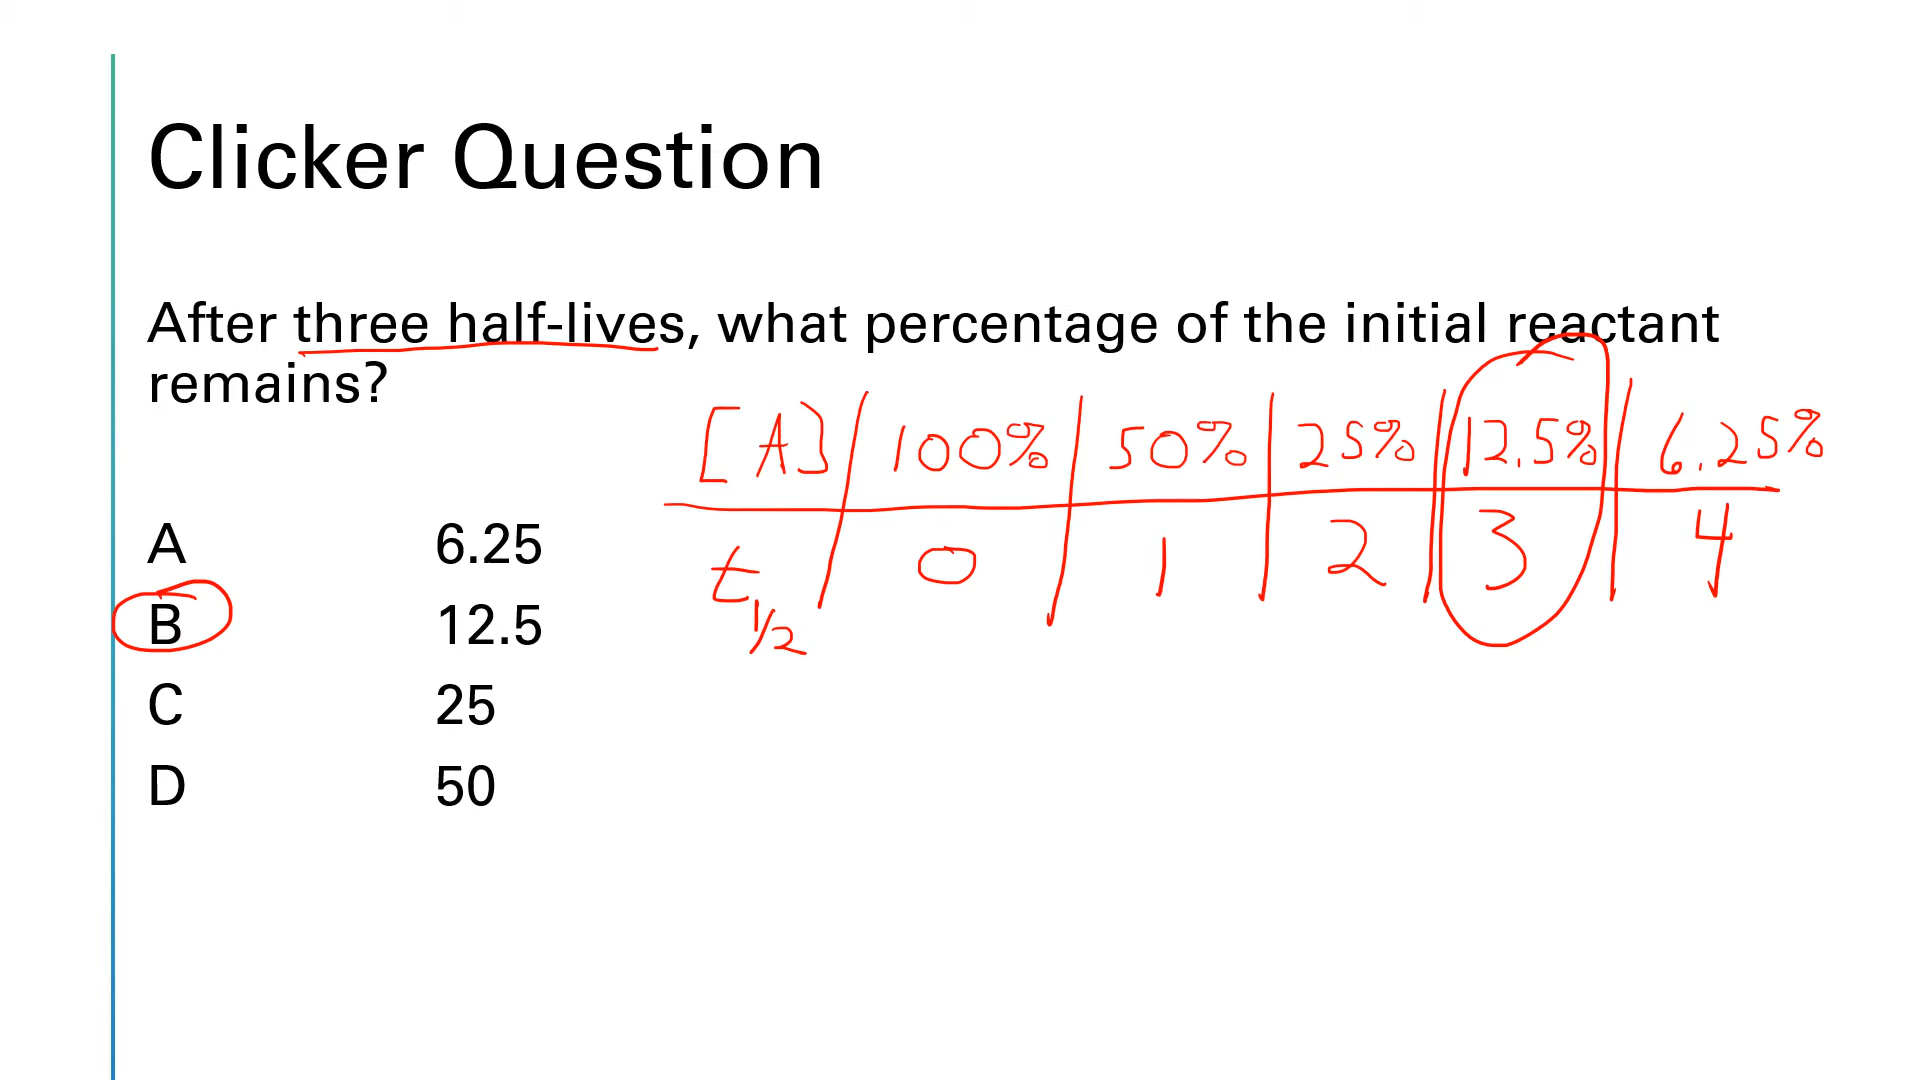 Clicker Question
After three half-lives, what percentage of the initial reactant
remains?
[A] 100% 50% 25% 12.5% 6.25%
t1/2 0 1 2 3 4
A 6.25
B 12.5
C 25
D 50